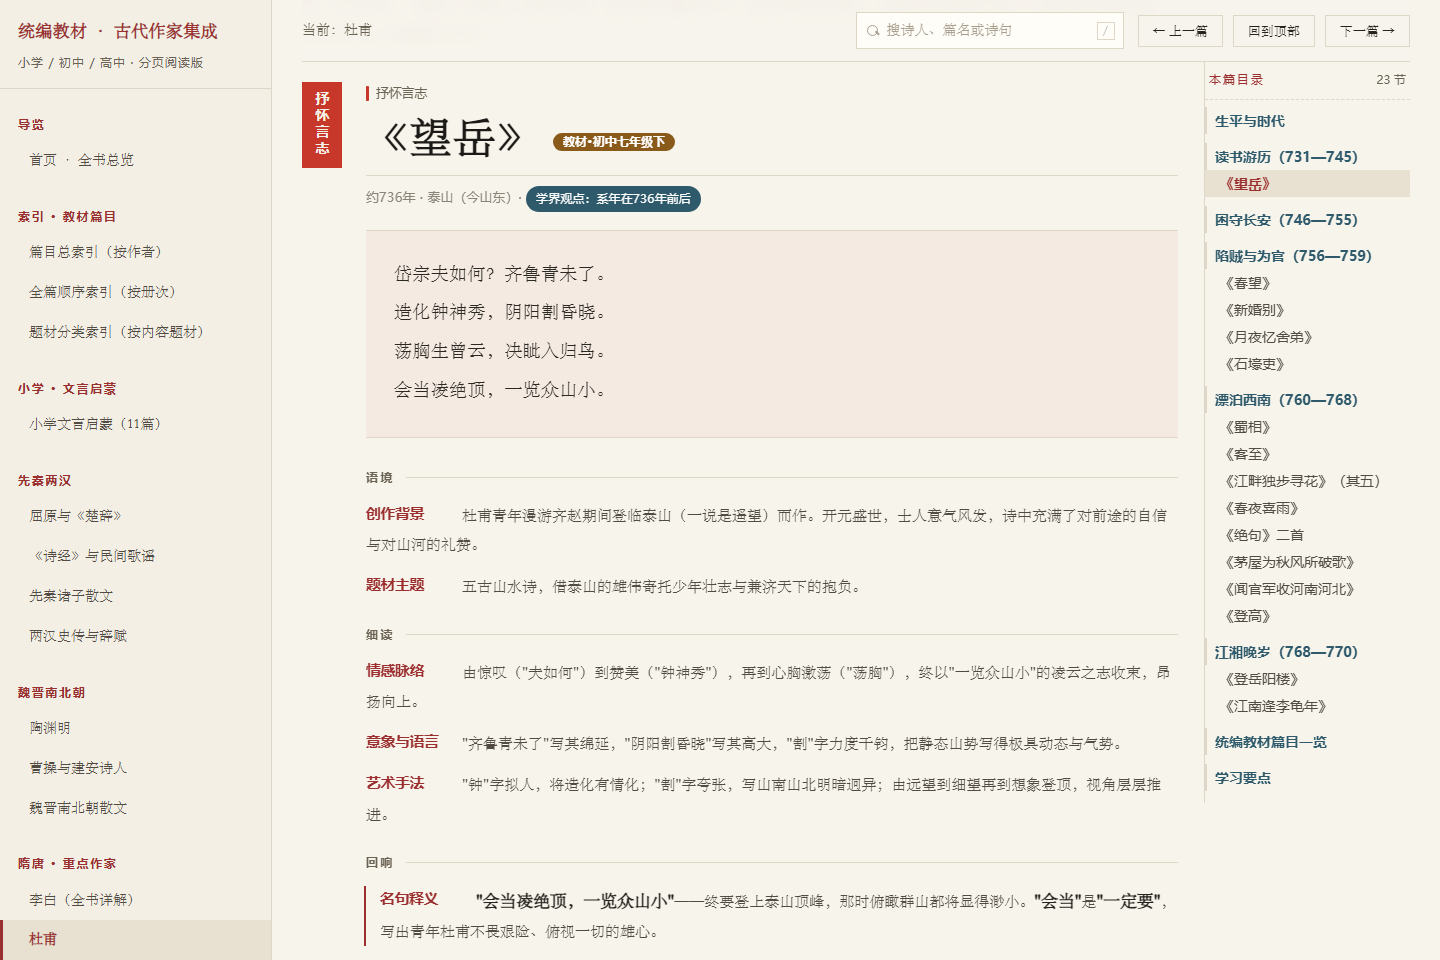 统编教材 · 古代作家集成
小学 / 初中 / 高中 · 分页阅读版
导览
首页 · 全书总览
索引 · 教材篇目
篇目总索引（按作者）
全篇顺序索引（按册次）
题材分类索引（按内容题材）
小学 · 文言启蒙
小学文言启蒙（11篇）
先秦两汉
屈原与《楚辞》
《诗经》与民间歌谣
先秦诸子散文
两汉史传与辞赋
魏晋南北朝
陶渊明
曹操与建安诗人
魏晋南北朝散文
隋唐 · 重点作家
李白（全书详解）
杜甫
当前：杜甫
搜诗人、篇名或诗句 /
← 上一篇
回到顶部
下一篇 →
抒怀言志
抒怀言志
《望岳》
教材·初中七年级下
约736年 · 泰山（今山东）· 学界观点：系年在736年前后
岱宗夫如何？齐鲁青未了。
造化钟神秀，阴阳割昏晓。
荡胸生曾云，决眦入归鸟。
会当凌绝顶，一览众山小。
语境
创作背景 杜甫青年漫游齐赵期间登临泰山（一说是遥望）而作。开元盛世，士人意气风发，诗中充满了对前途的自信
与对山河的礼赞。
题材主题 五古山水诗，借泰山的雄伟寄托少年壮志与兼济天下的抱负。
细读
情感脉络 由惊叹（"夫如何"）到赞美（"钟神秀"），再到心胸激荡（"荡胸"），终以"一览众山小"的凌云之志收束，昂
扬向上。
意象与语言 "齐鲁青未了"写其绵延，"阴阳割昏晓"写其高大，"割"字力度千钧，把静态山势写得极具动态与气势。
艺术手法 "钟"字拟人，将造化有情化；"割"字夸张，写山南山北明暗迥异；由远望到细望再到想象登顶，视角层层推
进。
回响
名句释义 "会当凌绝顶，一览众山小"——终要登上泰山顶峰，那时俯瞰群山都将显得渺小。"会当"是"一定要"，
写出青年杜甫不畏艰险、俯视一切的雄心。
本篇目录 23 节
生平与时代
读书游历（731—745）
《望岳》
困守长安（746—755）
陷贼与为官（756—759）
《春望》
《新婚别》
《月夜忆舍弟》
《石壕吏》
漂泊西南（760—768）
《蜀相》
《客至》
《江畔独步寻花》（其五）
《春夜喜雨》
《绝句》二首
《茅屋为秋风所破歌》
《闻官军收河南河北》
《登高》
江湘晚岁（768—770）
《登岳阳楼》
《江南逢李龟年》
统编教材篇目一览
学习要点